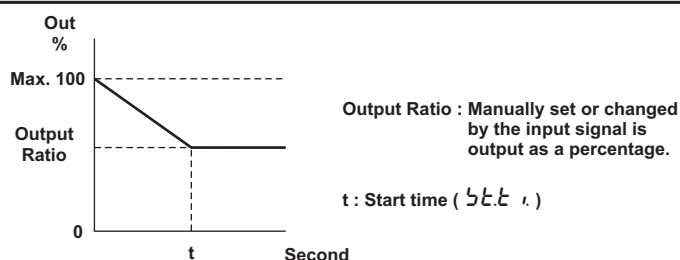 Out
%
Max. 100
Output
Ratio
0
t
Second
Output Ratio : Manually set or changed
by the input signal is
output as a percentage.
t : Start time ( St.t i. )